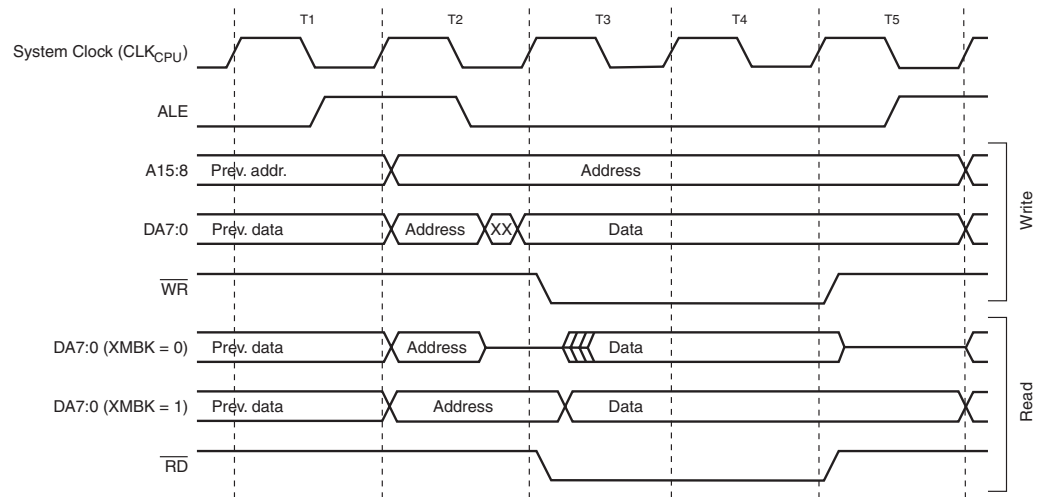 T1 T2 T3 T4 T5
System Clock (CLKCPU)
ALE
A15:8 Prev. addr. Address
DA7:0 Prev. data Address XX Data
WR
Write
DA7:0 (XMBK = 0) Prev. data Address Data
DA7:0 (XMBK = 1) Prev. data Address Data
RD
Read